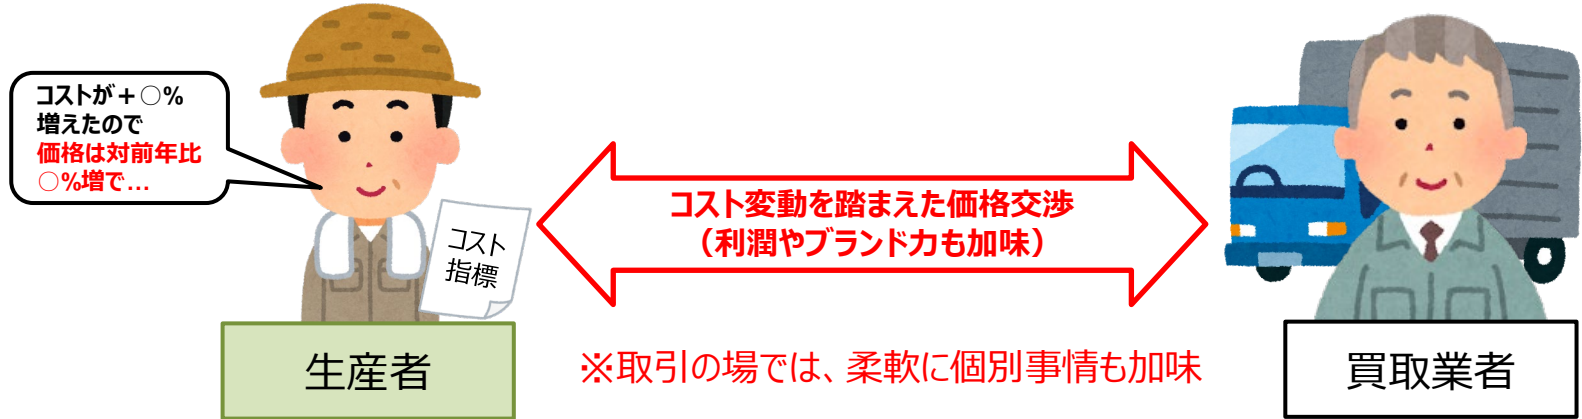 コストが＋○%
増えたので
価格は対前年比
○%増で…
コスト
指標
コスト変動を踏まえた価格交渉
（利潤やブランド力も加味）
生産者
※取引の場では、柔軟に個別事情も加味
買取業者